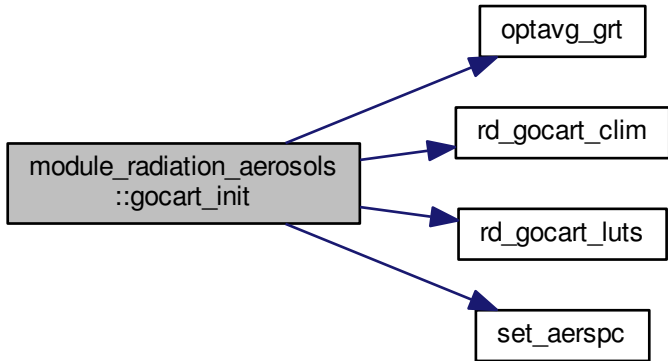 optavg_grt
rd_gocart_clim
module_radiation_aerosols
::gocart_init
rd_gocart_luts
set_aerspc